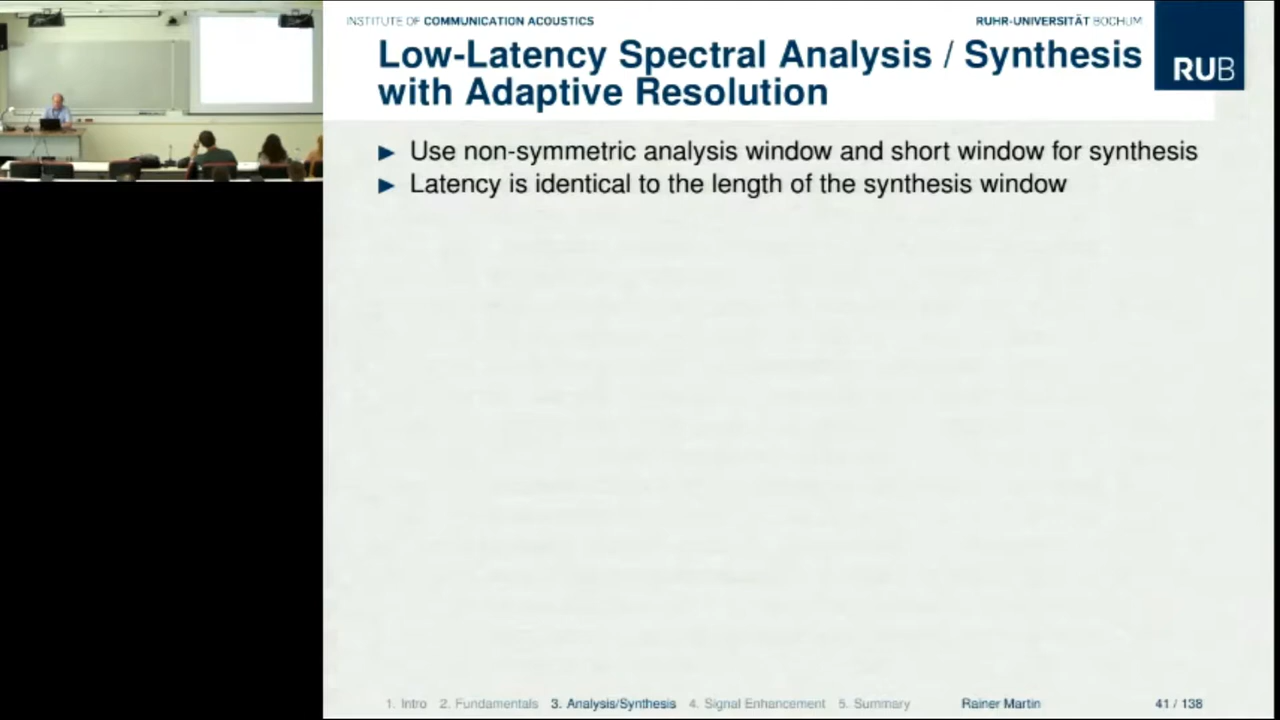 INSTITUTE OF COMMUNICATION ACOUSTICS
RUHR-UNIVERSITÄT BOCHUM
Low-Latency Spectral Analysis / Synthesis
with Adaptive Resolution
RUB
► Use non-symmetric analysis window and short window for synthesis
► Latency is identical to the length of the synthesis window
1. Intro 2. Fundamentals 3. Analysis/Synthesis 4. Signal Enhancement 5. Summary Rainer Martin 41 / 138